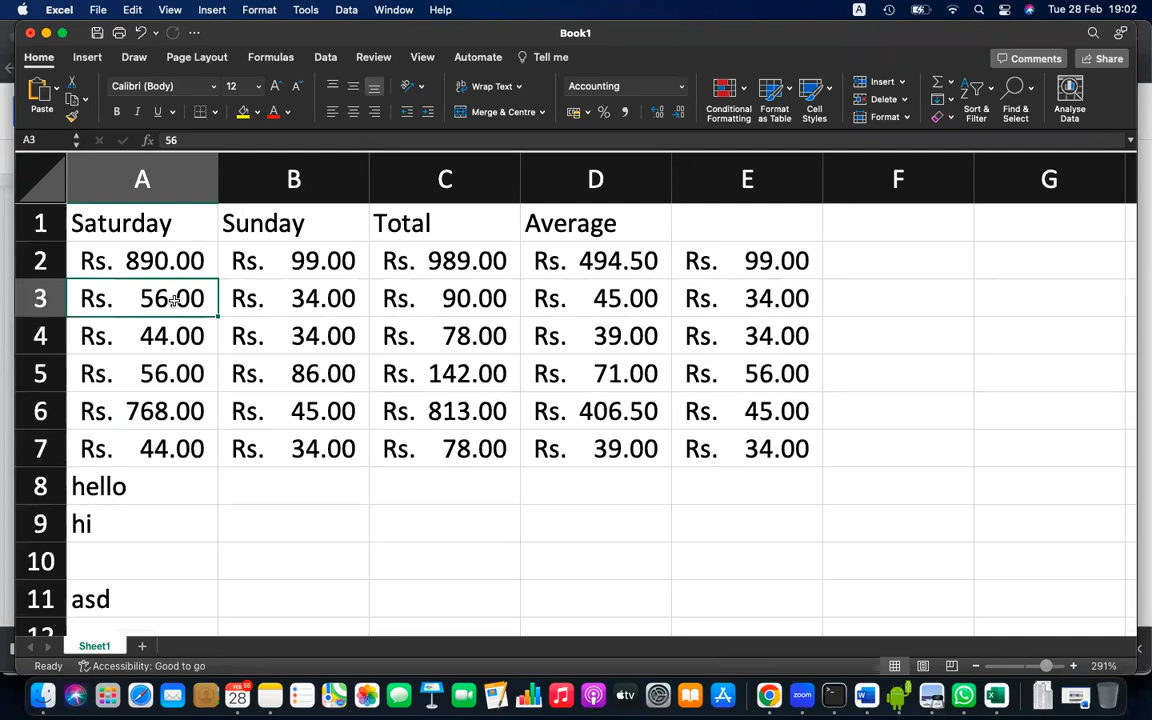 Excel File Edit View Insert Format Tools Data Window Help A Tue 28 Feb 19:02
Book1
Home Insert Draw Page Layout Formulas Data Review View Automate Tell me Comments Share
Paste Calibri (Body) 12 A A Wrap Text Accounting Conditional Formatting Format as Table Cell Styles Insert Sort & Filter Find & Select Analyse Data
B I U A Merge & Centre % Delete
Format
A3 fx 56
A B C D E F G
1 Saturday Sunday Total Average
2 Rs. 890.00 Rs. 99.00 Rs. 989.00 Rs. 494.50 Rs. 99.00
3 Rs. 56.00 Rs. 34.00 Rs. 90.00 Rs. 45.00 Rs. 34.00
4 Rs. 44.00 Rs. 34.00 Rs. 78.00 Rs. 39.00 Rs. 34.00
5 Rs. 56.00 Rs. 86.00 Rs. 142.00 Rs. 71.00 Rs. 56.00
6 Rs. 768.00 Rs. 45.00 Rs. 813.00 Rs. 406.50 Rs. 45.00
7 Rs. 44.00 Rs. 34.00 Rs. 78.00 Rs. 39.00 Rs. 34.00
8 hello
9 hi
10
11 asd
12
Sheet1
Ready Accessibility: Good to go 291%
28 tv zoom